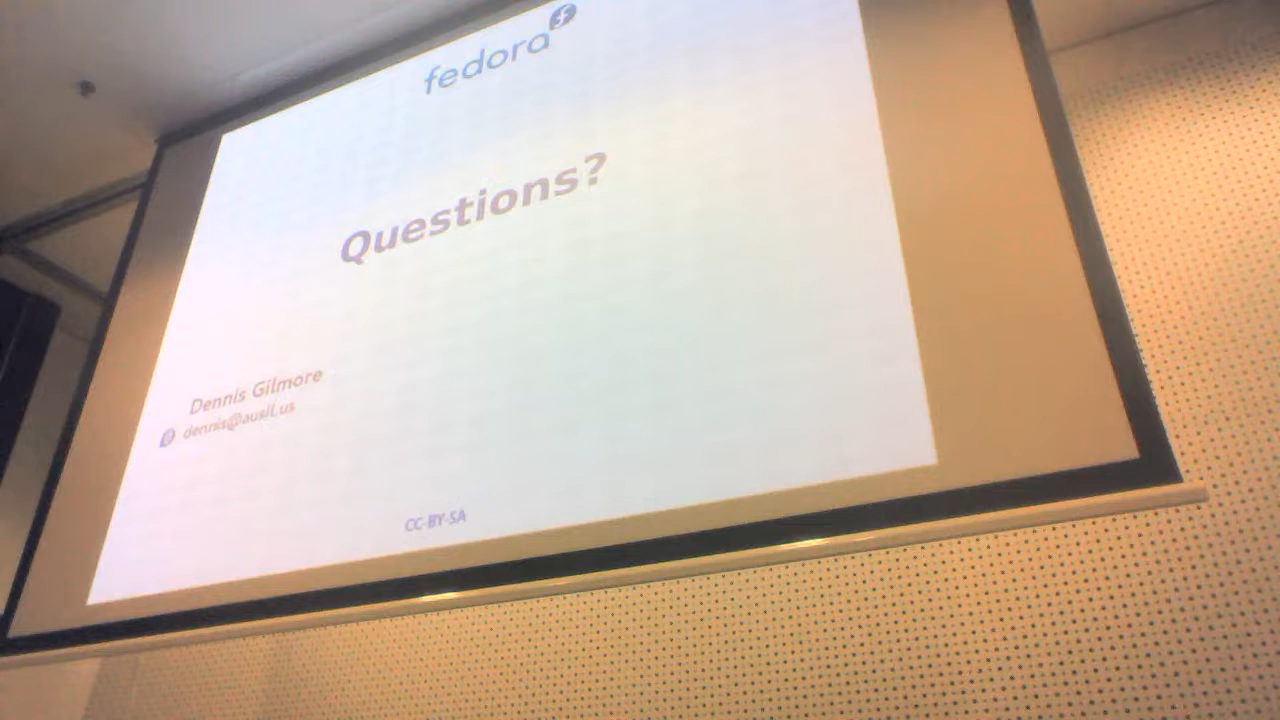 fedora
Questions?
Dennis Gilmore
dennis@ausil.us
CC-BY-SA